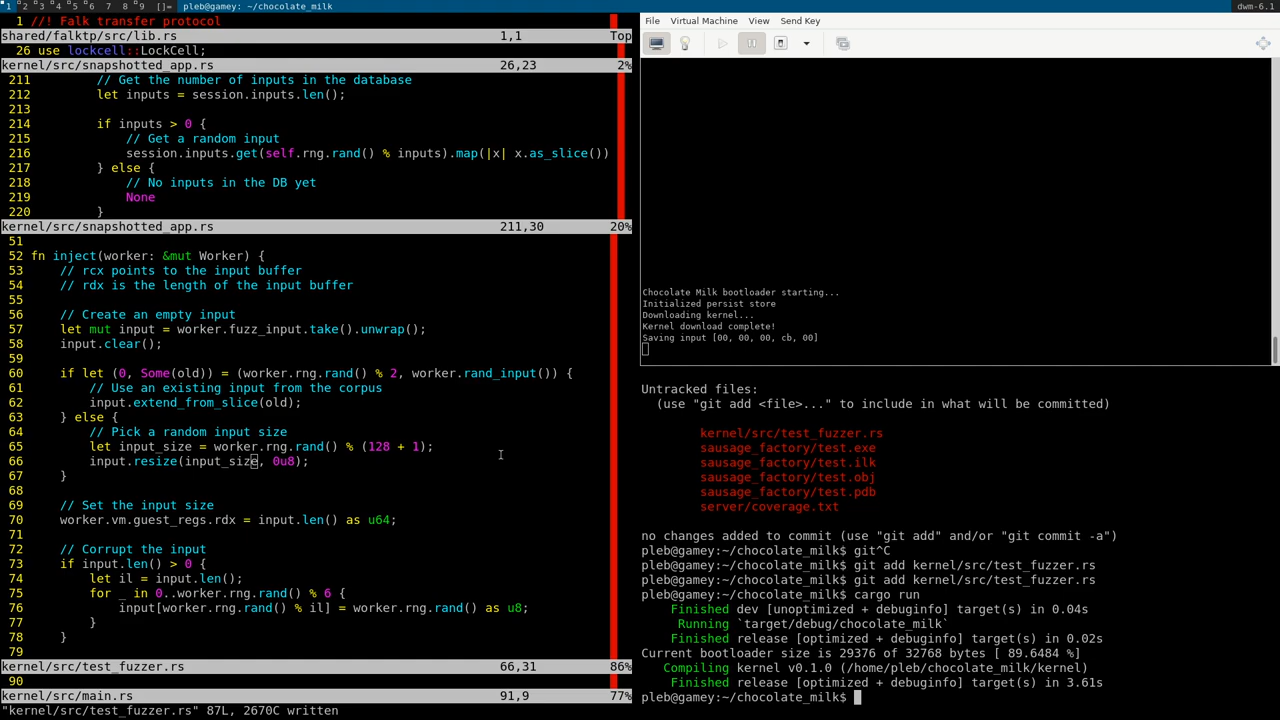 1 2 3 4 5 6 7 8 9 []= pleb@gamey: ~/chocolate_milk dwm-6.1
1 //! Falk transfer protocol
shared/falktp/src/lib.rs 1,1 Top
26 use lockcell::LockCell;
kernel/src/snapshotted_app.rs 26,23 2%
211 // Get the number of inputs in the database
212 let inputs = session.inputs.len();
213
214 if inputs > 0 {
215 // Get a random input
216 session.inputs.get(self.rng.rand() % inputs).map(|x| x.as_slice())
217 } else {
218 // No inputs in the DB yet
219 None
220 }
kernel/src/snapshotted_app.rs 211,30 20%
51
52 fn inject(worker: &mut Worker) {
53 // rcx points to the input buffer
54 // rdx is the length of the input buffer
55
56 // Create an empty input
57 let mut input = worker.fuzz_input.take().unwrap();
58 input.clear();
59
60 if let (0, Some(old)) = (worker.rng.rand() % 2, worker.rand_input()) {
61 // Use an existing input from the corpus
62 input.extend_from_slice(old);
63 } else {
64 // Pick a random input size
65 let input_size = worker.rng.rand() % (128 + 1);
66 input.resize(input_size, 0u8);
67 }
68
69 // Set the input size
70 worker.vm.guest_regs.rdx = input.len() as u64;
71
72 // Corrupt the input
73 if input.len() > 0 {
74 let il = input.len();
75 for _ in 0..worker.rng.rand() % 6 {
76 input[worker.rng.rand() % il] = worker.rng.rand() as u8;
77 }
78 }
79
kernel/src/test_fuzzer.rs 66,31 86%
90
kernel/src/main.rs 91,9 77%
"kernel/src/test_fuzzer.rs" 87L, 2670C written
File Virtual Machine View Send Key
Chocolate Milk bootloader starting...
Initialized persist store
Downloading kernel...
Kernel download complete!
Saving input [00, 00, 00, cb, 00]
Untracked files:
(use "git add <file>..." to include in what will be committed)
kernel/src/test_fuzzer.rs
sausage_factory/test.exe
sausage_factory/test.ilk
sausage_factory/test.obj
sausage_factory/test.pdb
server/coverage.txt
no changes added to commit (use "git add" and/or "git commit -a")
pleb@gamey:~/chocolate_milk$ git^C
pleb@gamey:~/chocolate_milk$ git add kernel/src/test_fuzzer.rs
pleb@gamey:~/chocolate_milk$ git add kernel/src/test_fuzzer.rs
pleb@gamey:~/chocolate_milk$ cargo run
Finished dev [unoptimized + debuginfo] target(s) in 0.04s
Running `target/debug/chocolate_milk`
Finished release [optimized + debuginfo] target(s) in 0.02s
Current bootloader size is 29376 of 32768 bytes [ 89.6484 %]
Compiling kernel v0.1.0 (/home/pleb/chocolate_milk/kernel)
Finished release [optimized + debuginfo] target(s) in 3.61s
pleb@gamey:~/chocolate_milk$